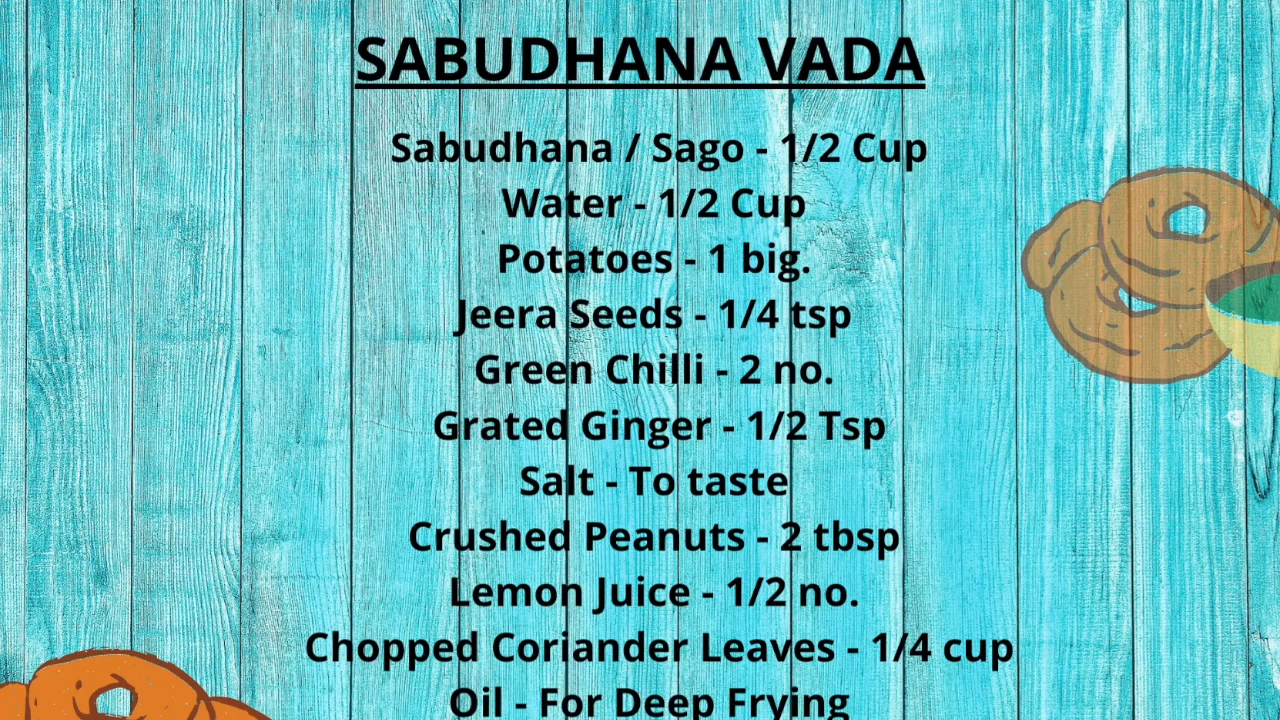 SABUDHANA VADA
Sabudhana / Sago - 1/2 Cup
Water - 1/2 Cup
Potatoes - 1 big.
Jeera Seeds - 1/4 tsp
Green Chilli - 2 no.
Grated Ginger - 1/2 Tsp
Salt - To taste
Crushed Peanuts - 2 tbsp
Lemon Juice - 1/2 no.
Chopped Coriander Leaves - 1/4 cup
Oil - For Deep Frying